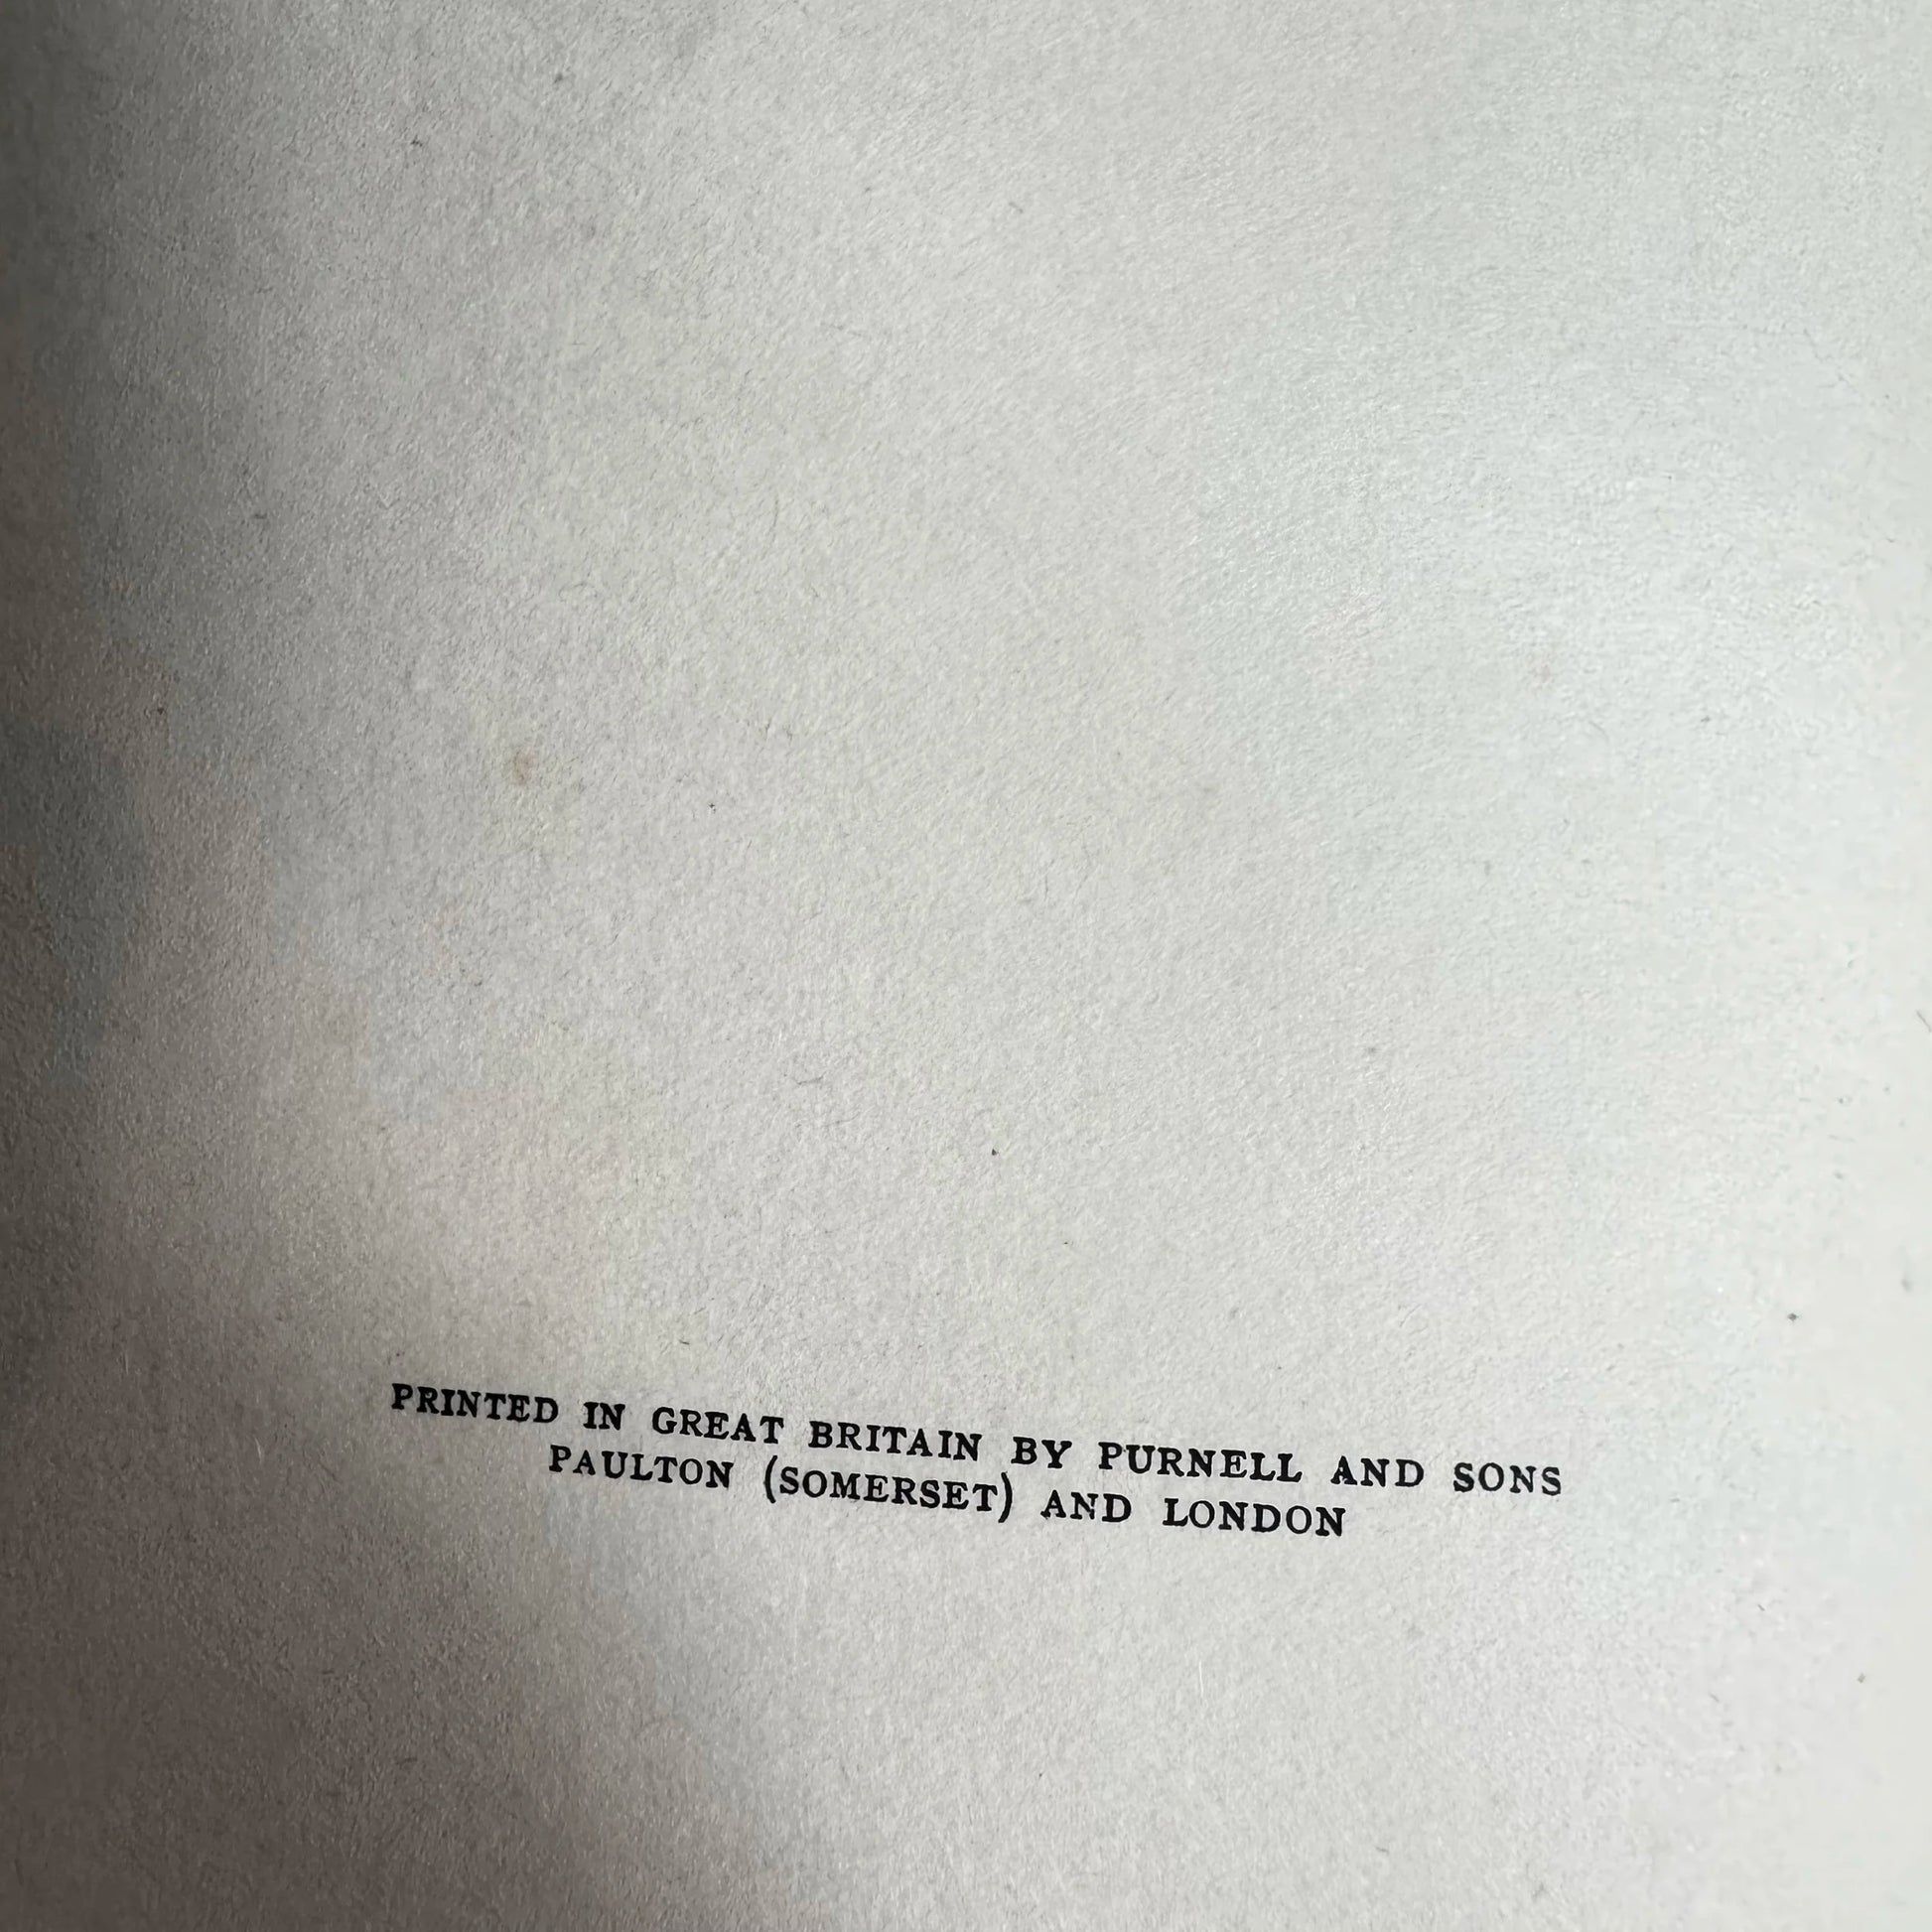 PRINTED IN GREAT BRITAIN BY PURNELL AND SONS
PAULTON (SOMERSET) AND LONDON